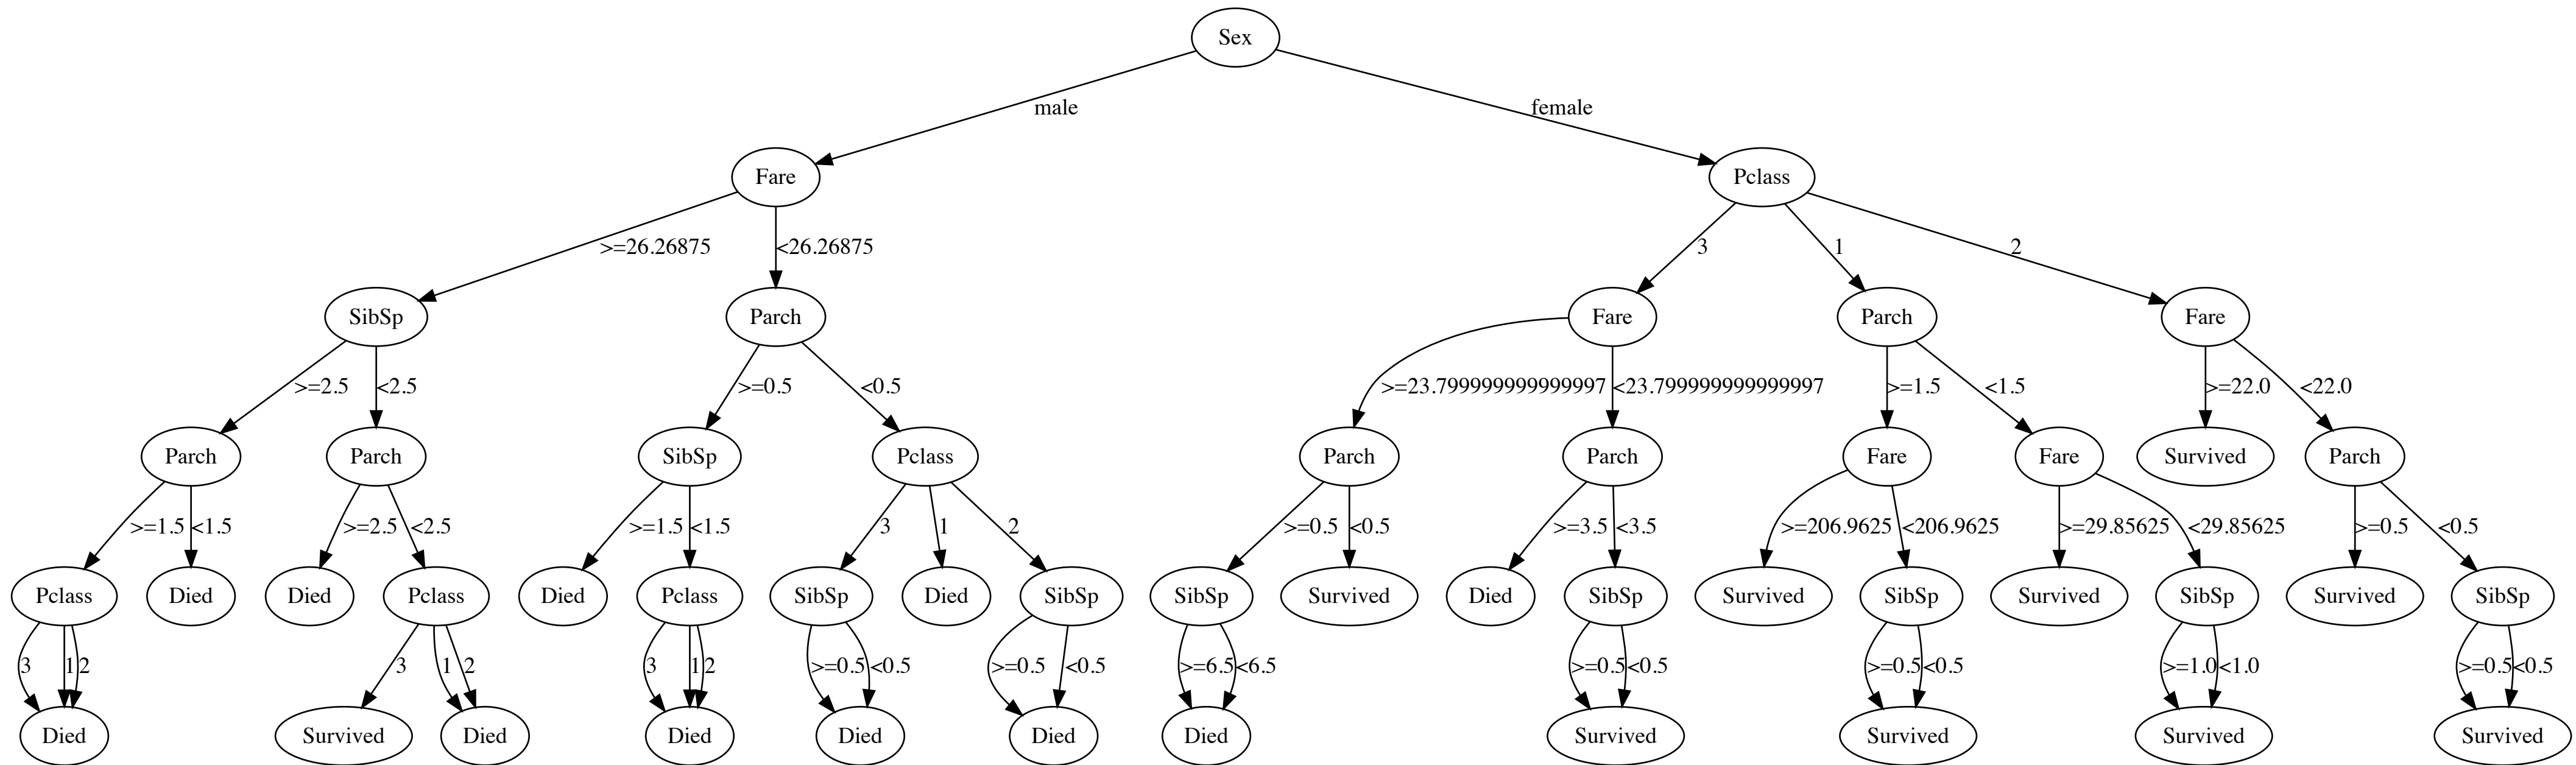 Sex
male
female
Fare
Pclass
>=26.26875
<26.26875
3
1
2
SibSp
Parch
Fare
Parch
Fare
>=2.5
<2.5
>=0.5
<0.5
>=23.799999999999997
<23.799999999999997
>=1.5
<1.5
>=22.0
<22.0
Parch
Parch
SibSp
Pclass
Parch
Parch
Fare
Fare
Survived
Parch
>=1.5
<1.5
>=2.5
<2.5
>=1.5
<1.5
3
1
2
>=0.5
<0.5
>=3.5
<3.5
>=206.9625
<206.9625
>=29.85625
<29.85625
>=0.5
<0.5
Pclass
Died
Died
Pclass
Died
Pclass
SibSp
Died
SibSp
SibSp
Survived
Died
SibSp
Survived
SibSp
Survived
SibSp
Survived
SibSp
3
1
2
3
1
2
3
1
2
>=0.5
<0.5
>=0.5
<0.5
>=6.5
<6.5
>=0.5
<0.5
>=0.5
<0.5
>=1.0
<1.0
>=0.5
<0.5
Died
Survived
Died
Died
Died
Died
Died
Survived
Survived
Survived
Survived